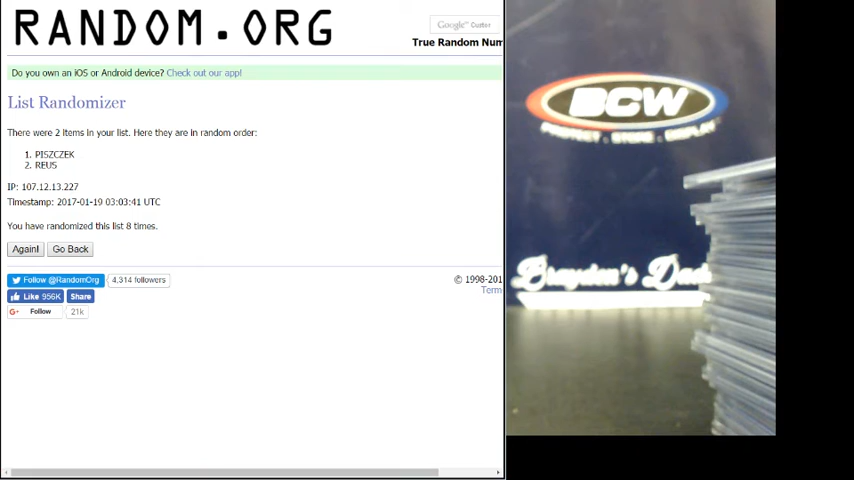 RANDOM.ORG
Google™ Custom
True Random Num
Do you own an iOS or Android device? Check out our app!
List Randomizer
There were 2 items in your list. Here they are in random order:
1. PISZCZEK
2. REUS
IP: 107.12.13.227
Timestamp: 2017-01-19 03:03:41 UTC
You have randomized this list 8 times.
Again!
Go Back
Follow @RandomOrg
4,314 followers
Like 956K
Share
G+ Follow
21k
© 1998-201
Term
BCW
PROTECT . STORE . DISPLAY
Brayden's Dad